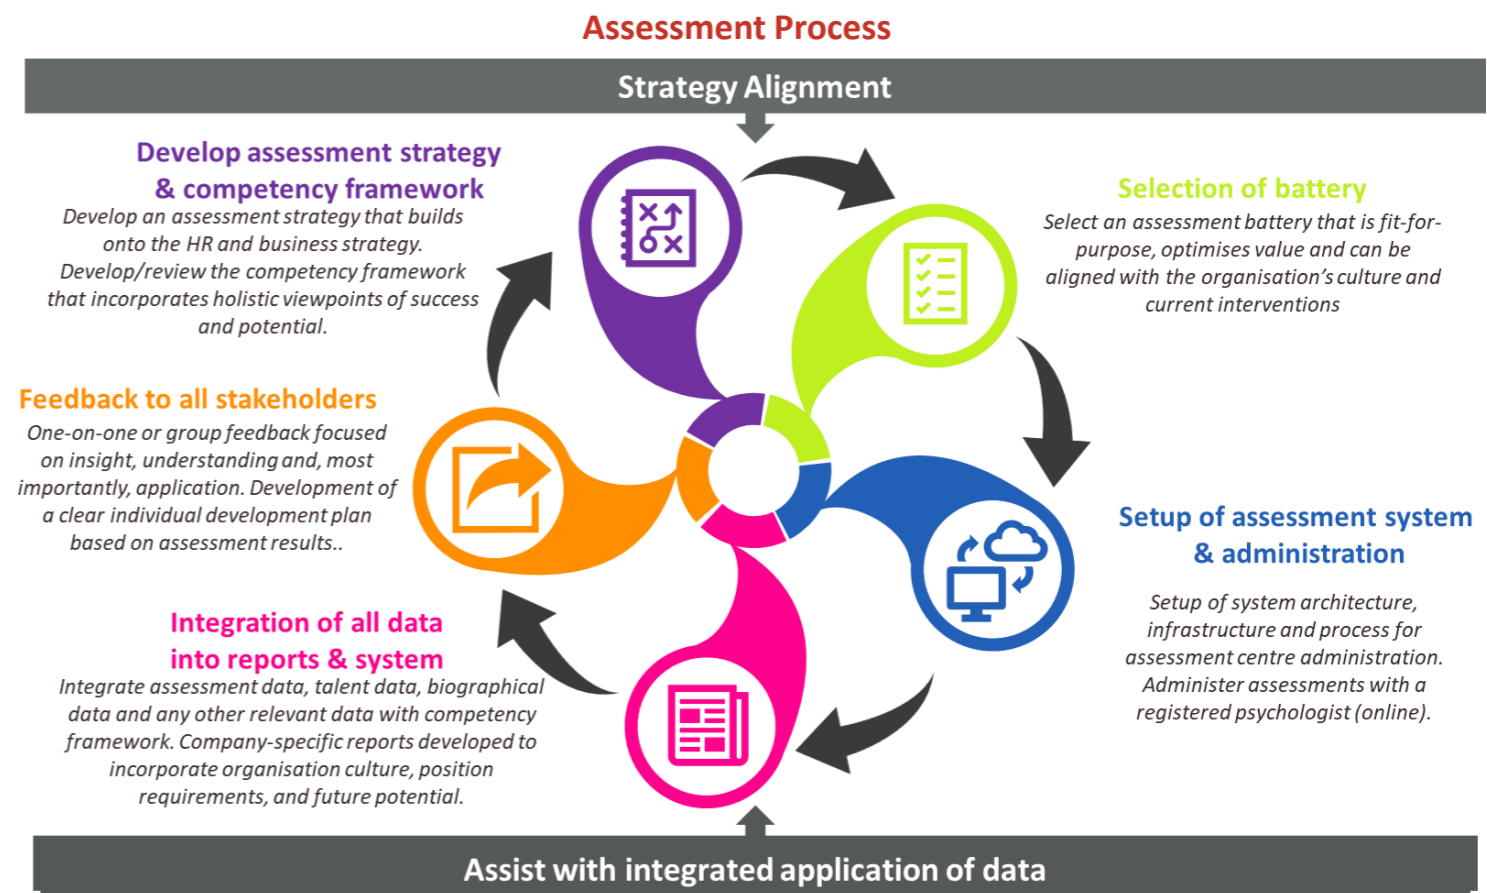 Assessment Process
Strategy Alignment
Develop assessment strategy
& competency framework
Develop an assessment strategy that builds
onto the HR and business strategy.
Develop/review the competency framework
that incorporates holistic viewpoints of success
and potential.
Selection of battery
Select an assessment battery that is fit-for-
purpose, optimises value and can be
aligned with the organisation's culture and
current interventions
Setup of assessment system
& administration
Setup of system architecture,
infrastructure and process for
assessment centre administration.
Administer assessments with a
registered psychologist (online).
Integration of all data
into reports & system
Integrate assessment data, talent data, biographical
data and any other relevant data with competency
framework. Company-specific reports developed to
incorporate organisation culture, position
requirements, and future potential.
Feedback to all stakeholders
One-on-one or group feedback focused
on insight, understanding and, most
importantly, application. Development of
a clear individual development plan
based on assessment results..
Assist with integrated application of data